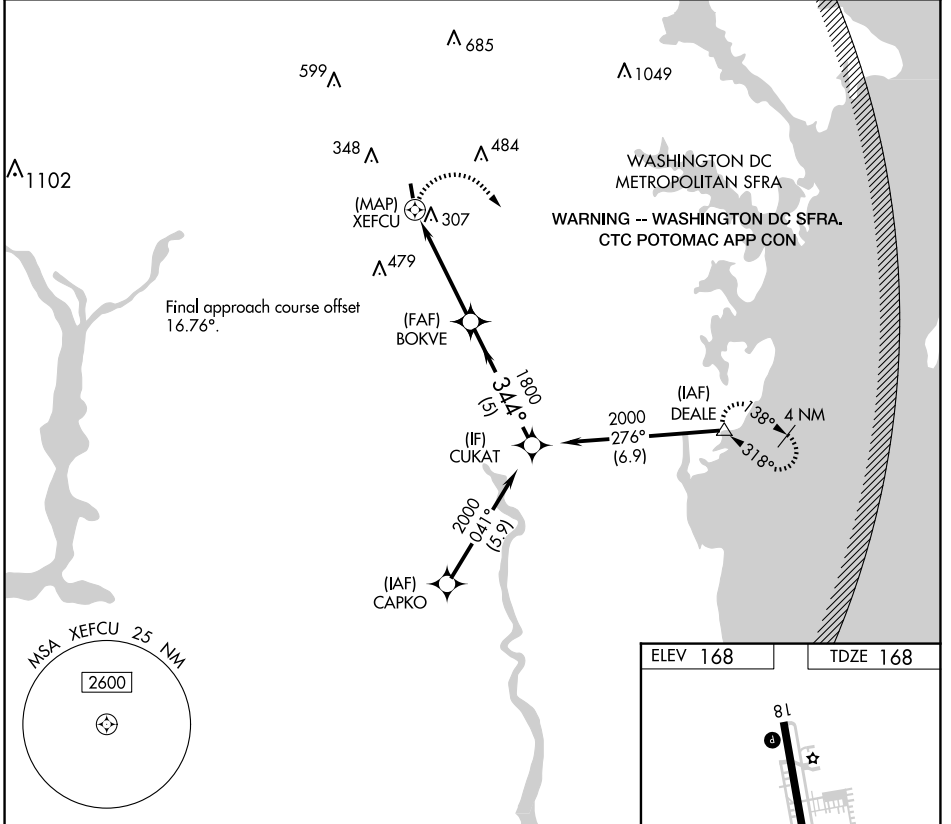 685
599
1049
348
484
1102
WASHINGTON DC
METROPOLITAN SFRA
(MAP)
XEFCU
307
WARNING -- WASHINGTON DC SFRA.
CTC POTOMAC APP CON
479
Final approach course offset
16.76°.
(FAF)
BOKVE
1800
344°
(5)
(IAF)
DEALE
138°
4 NM
318°
2000
276°
(6.9)
(IF)
CUKAT
2000
041°
(5.9)
(IAF)
CAPKO
MSA XEFCU 25 NM
2600
ELEV 168
TDZE 168
18
P